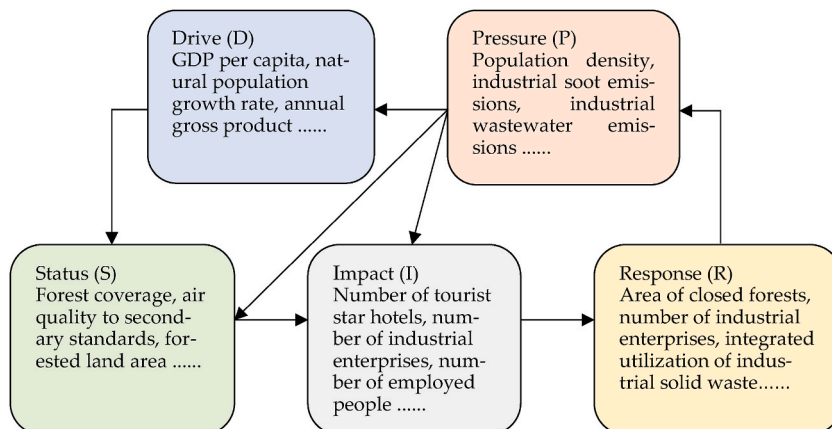 Drive (D)
GDP per capita, nat-
ural population
growth rate, annual
gross product ......
Pressure (P)
Population density,
industrial soot emis-
sions, industrial
wastewater emis-
sions ......
Status (S)
Forest coverage, air
quality to second-
ary standards, for-
ested land area ......
Impact (I)
Number of tourist
star hotels, num-
ber of industrial
enterprises, num-
ber of employed
people ......
Response (R)
Area of closed forests,
number of industrial
enterprises, integrated
utilization of indus-
trial solid waste......